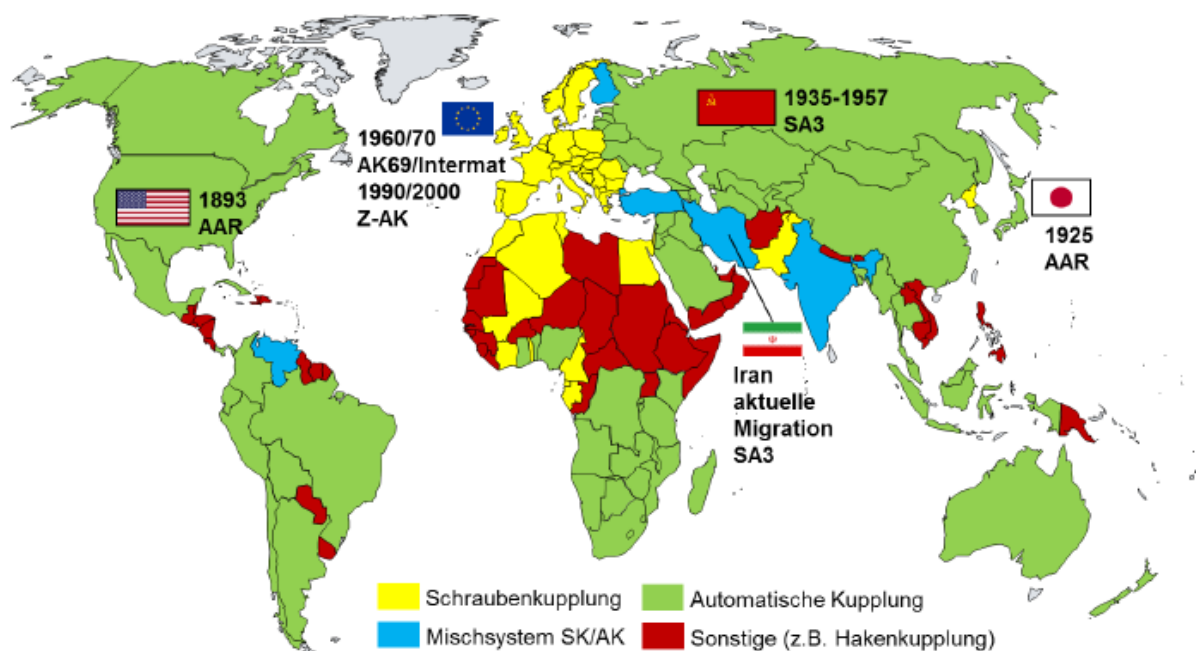 1893
AAR
1960/70
AK69/Intermat
1990/2000
Z-AK
1935-1957
SA3
1925
AAR
Iran
aktuelle
Migration
SA3
Schraubenkupplung
Automatische Kupplung
Mischsystem SK/AK
Sonstige (z.B. Hakenkupplung)